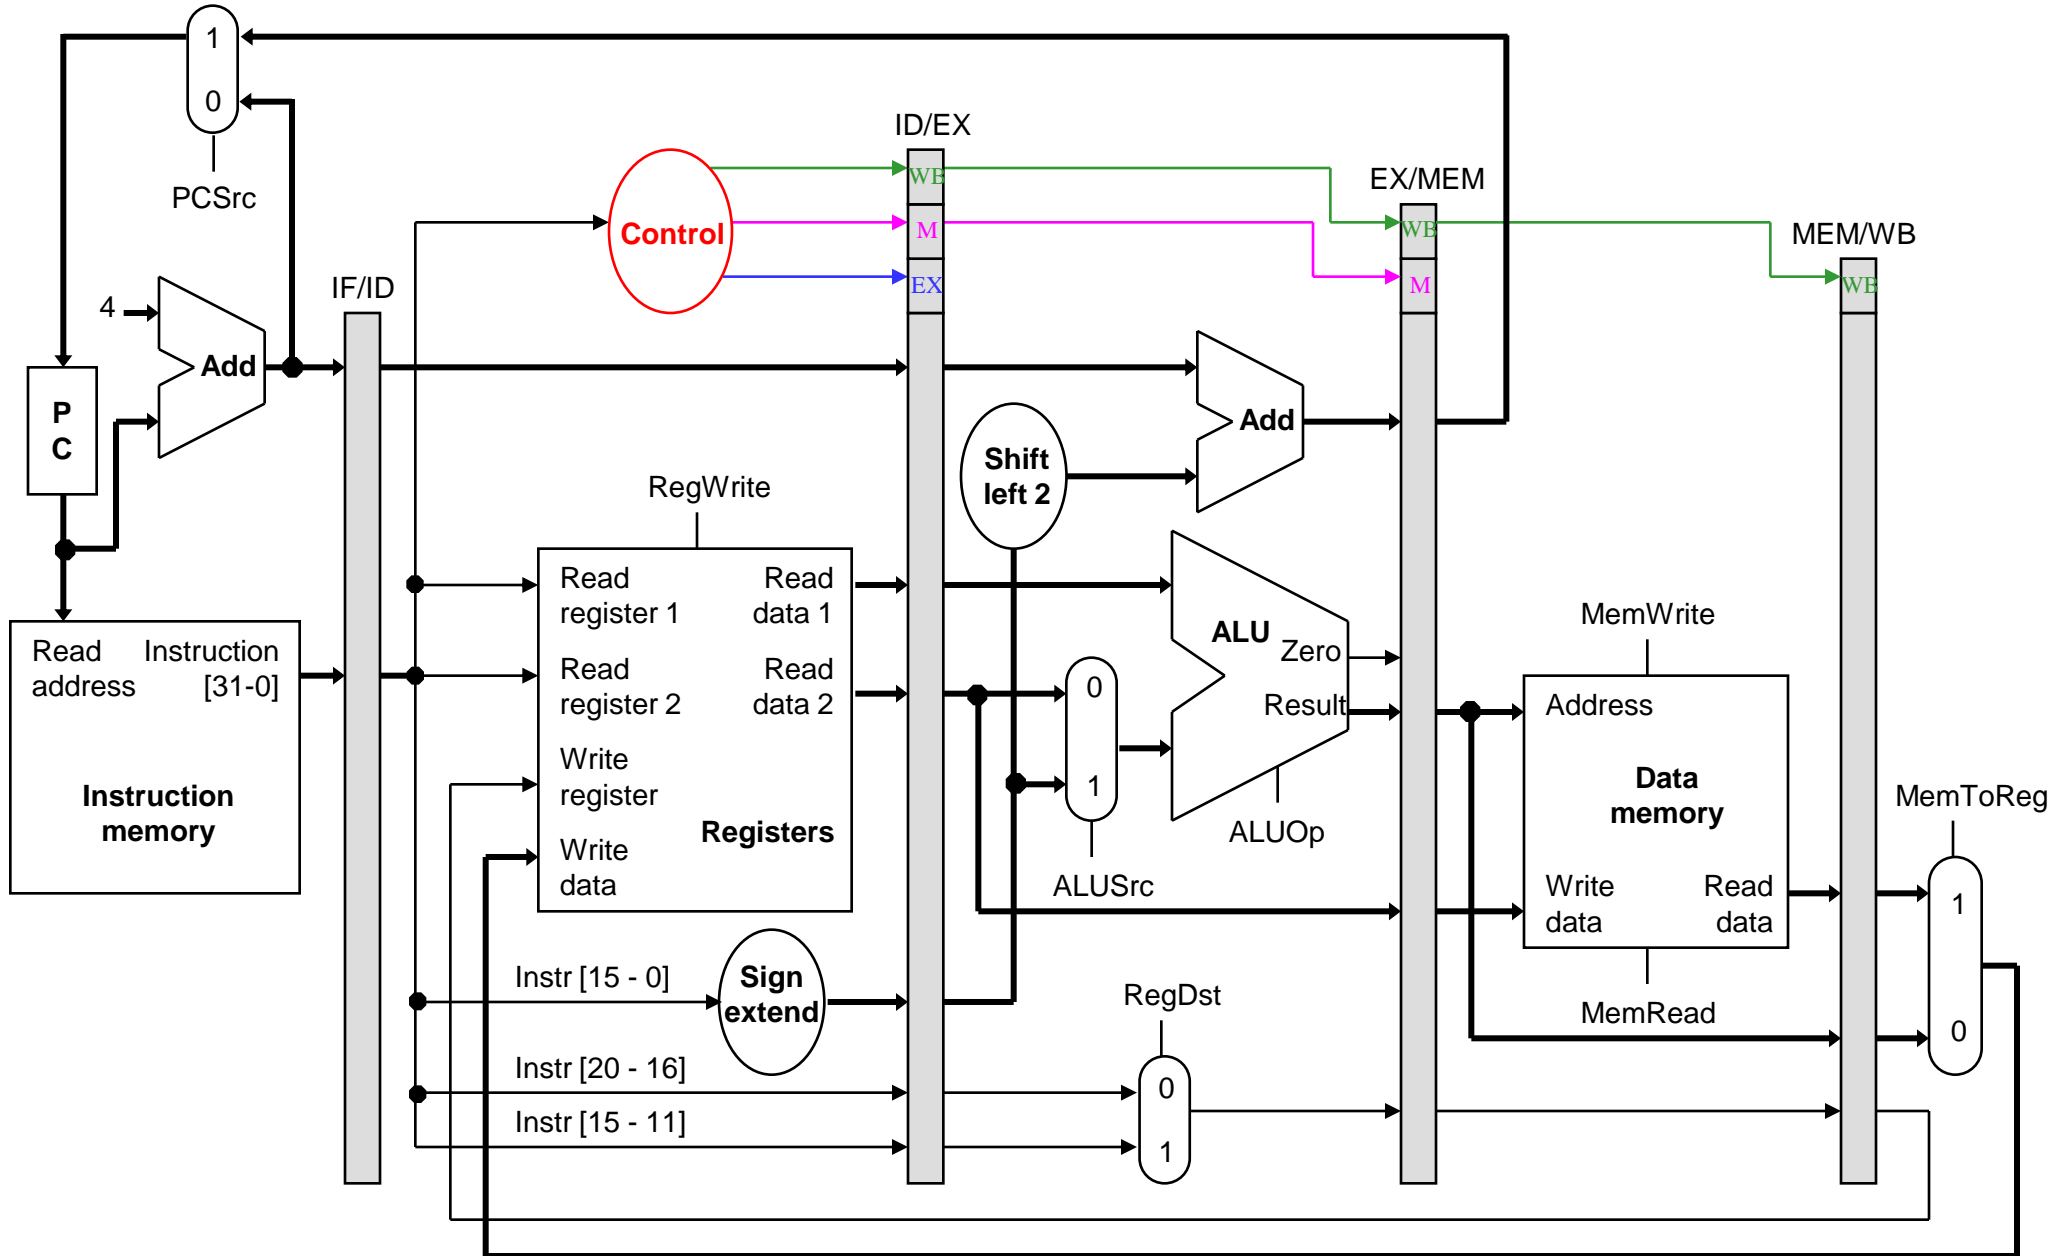 1
0
PCSrc
ID/EX
WB
M
EX
Control
EX/MEM
WB
M
MEM/WB
WB
IF/ID
4
Add
P
C
Add
Shift
left 2
RegWrite
Read
register 1
Read
data 1
Read
register 2
Read
data 2
Write
register
Write
data
Registers
Read
address
Instruction
[31-0]
Instruction
memory
0
1
ALUSrc
ALU
Zero
Result
ALUOp
MemWrite
Address
Data
memory
Write
data
Read
data
MemRead
MemToReg
1
0
Instr [15 - 0]
Sign
extend
Instr [20 - 16]
Instr [15 - 11]
RegDst
0
1